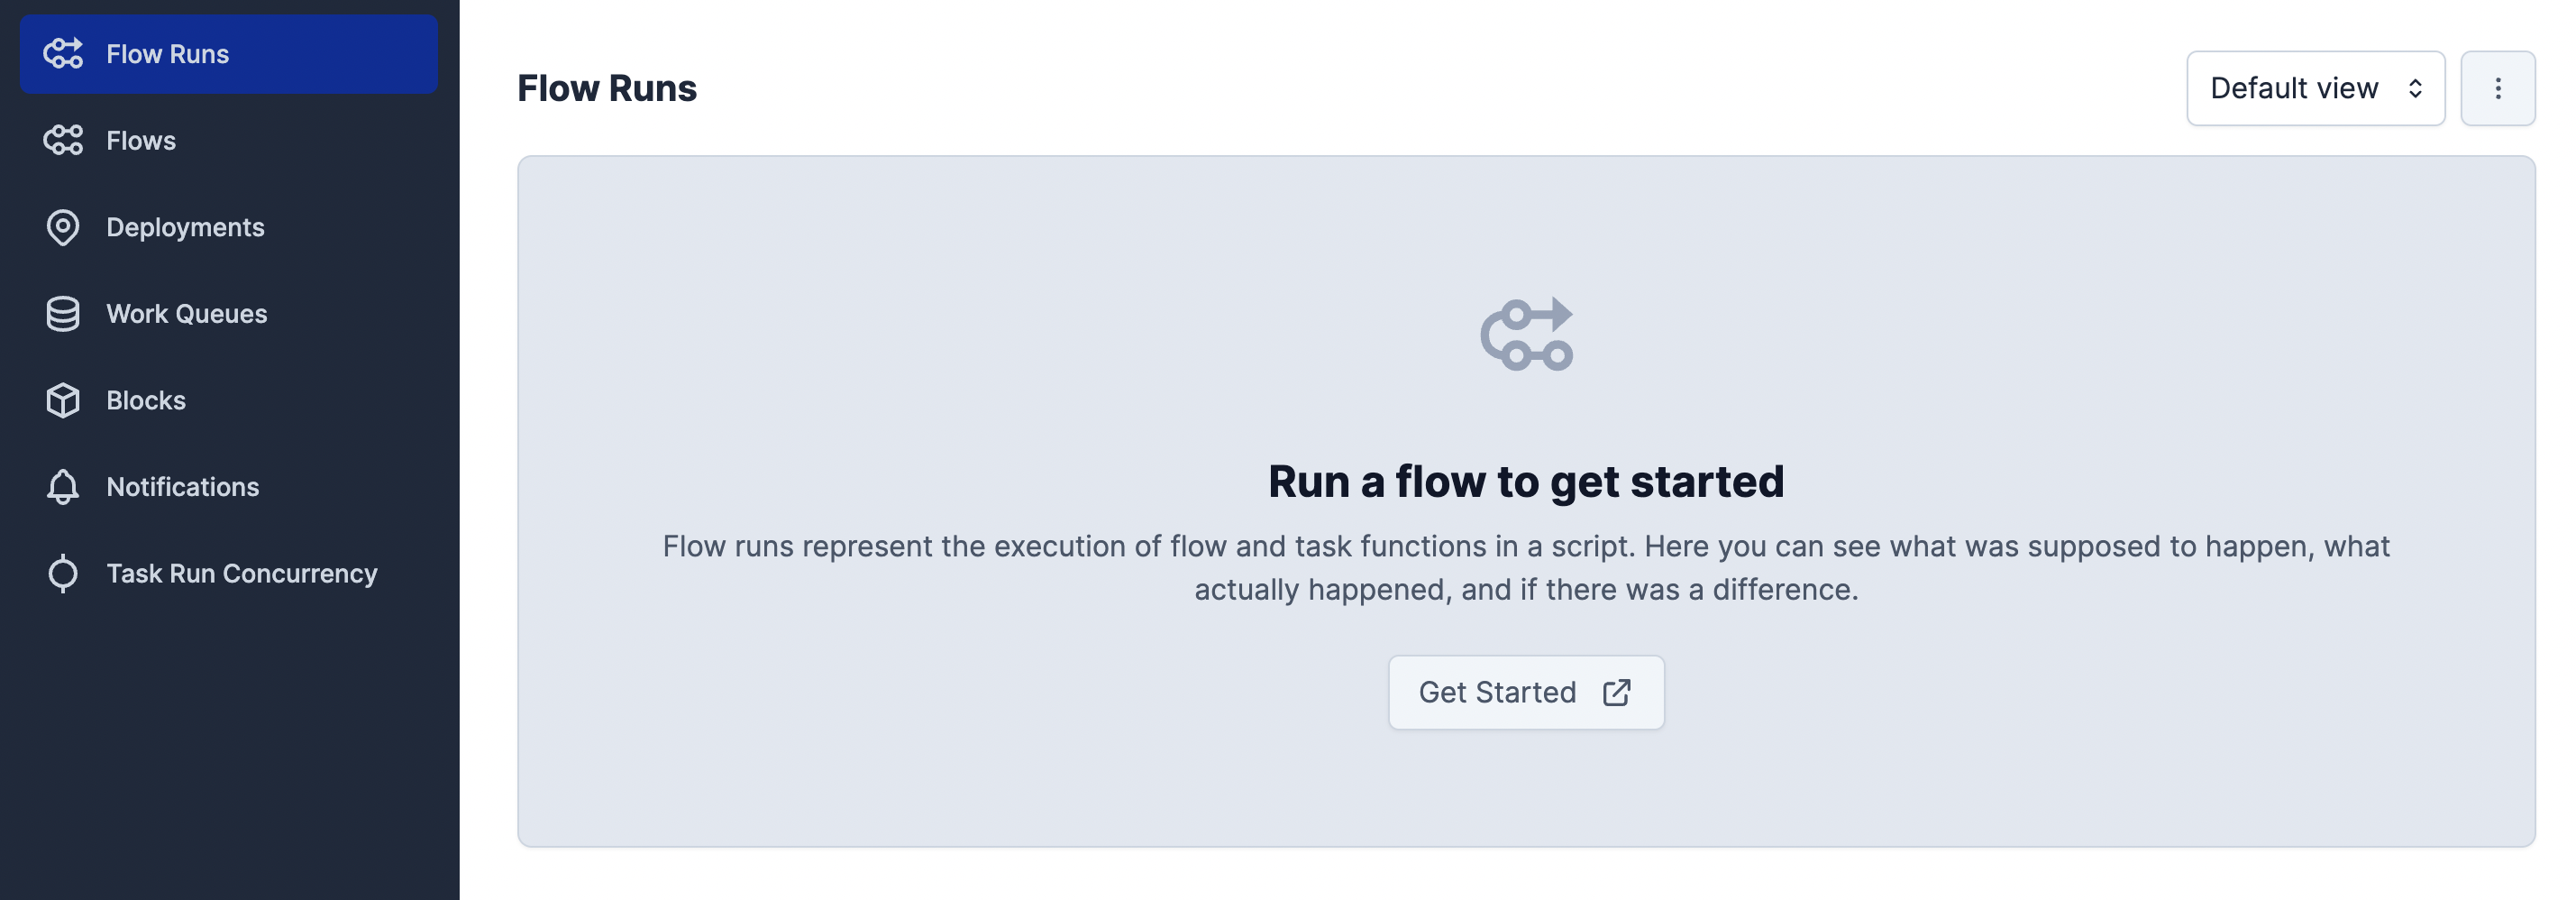 Flow Runs
Flows
Deployments
Work Queues
Blocks
Notifications
Task Run Concurrency
Flow Runs
Default view
Run a flow to get started
Flow runs represent the execution of flow and task functions in a script. Here you can see what was supposed to happen, what
actually happened, and if there was a difference.
Get Started